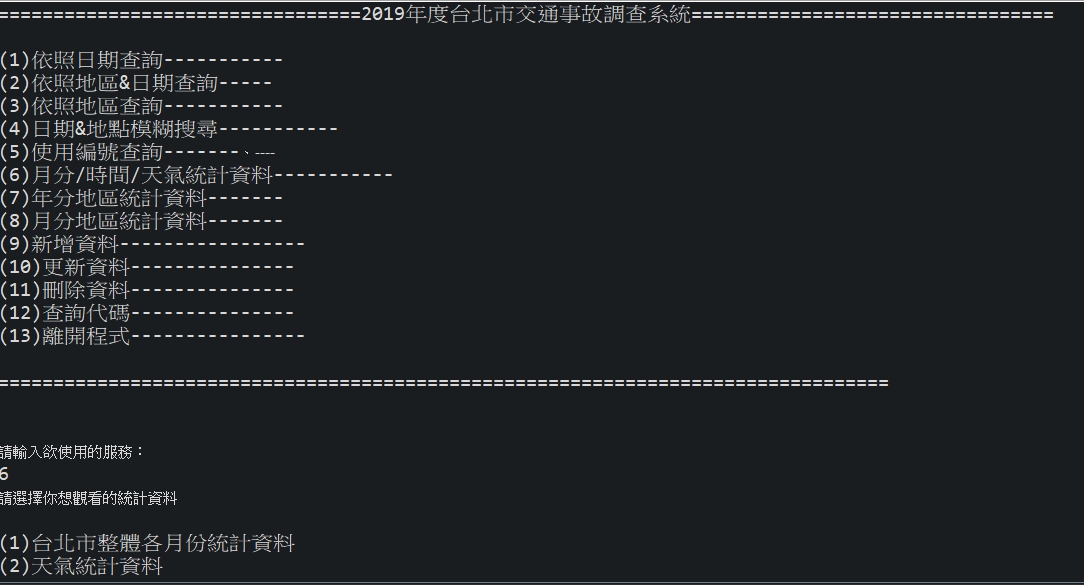 =================================2019年度台北市交通事故調查系統=================================
(1)依照日期查詢-----------
(2)依照地區&日期查詢-----
(3)依照地區查詢-----------
(4)日期&地點模糊搜尋-----------
(5)使用編號查詢-------、----
(6)月分/時間/天氣統計資料-----------
(7)年分地區統計資料-------
(8)月分地區統計資料-------
(9)新增資料-----------------
(10)更新資料---------------
(11)刪除資料---------------
(12)查詢代碼---------------
(13)離開程式----------------
=================================================================================
請輸入欲使用的服務：
6
請選擇你想觀看的統計資料
(1)台北市整體各月份統計資料
(2)天氣統計資料